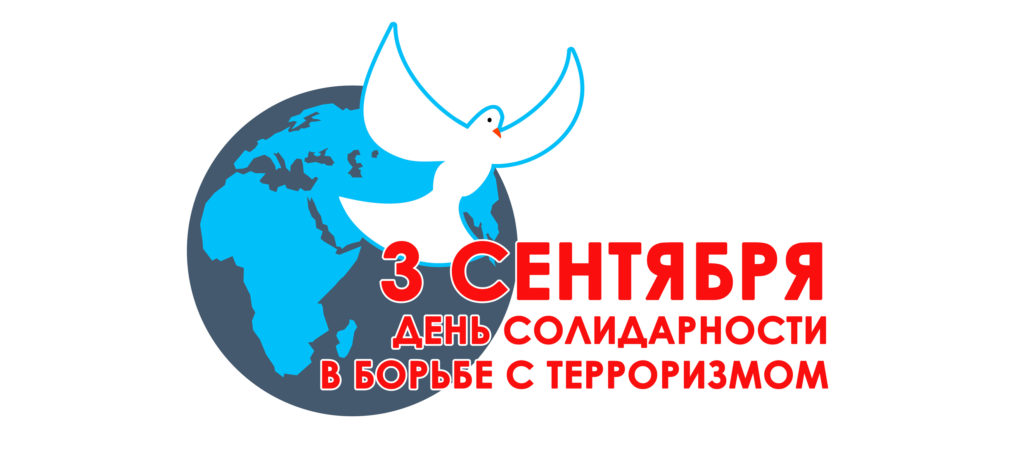 3 СЕНТЯБРЯ
ДЕНЬ СОЛИДАРНОСТИ
В БОРЬБЕ С ТЕРРОРИЗМОМ